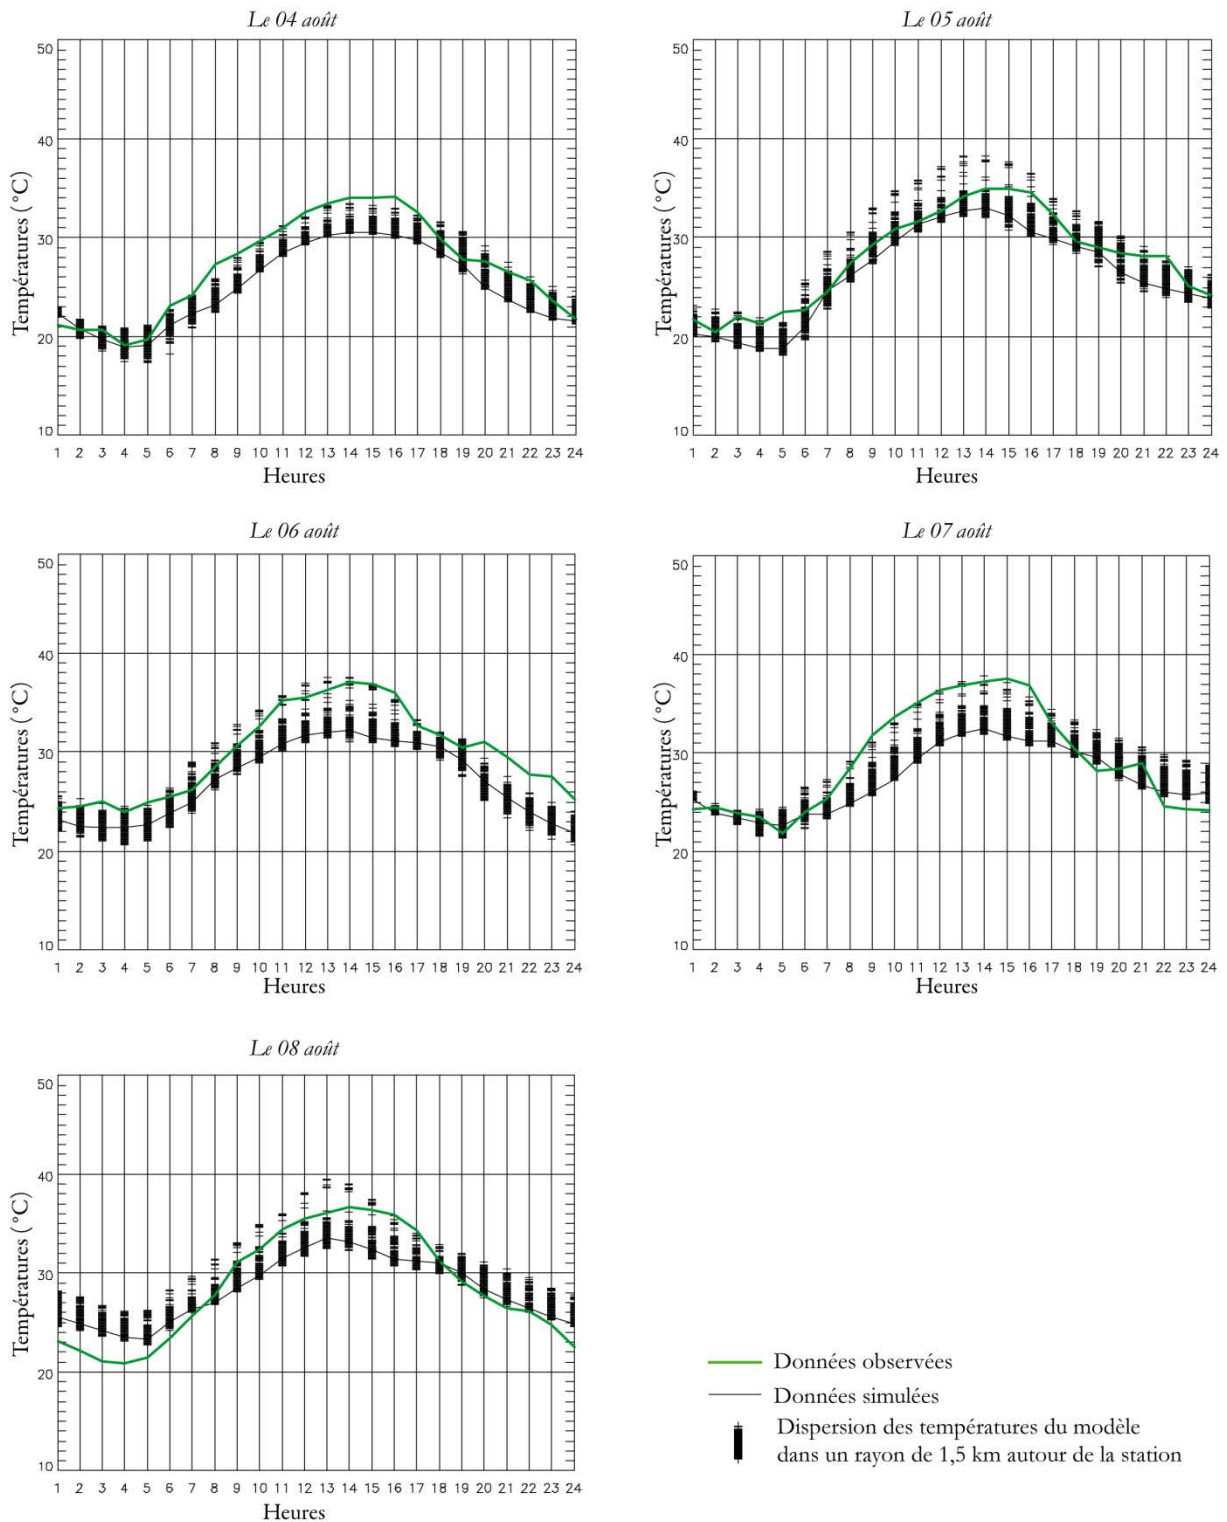 Le 04 août
Températures (°C)
50
40
30
20
10
1 2 3 4 5 6 7 8 9 10 11 12 13 14 15 16 17 18 19 20 21 22 23 24
Heures
Le 05 août
Températures (°C)
50
40
30
20
10
1 2 3 4 5 6 7 8 9 10 11 12 13 14 15 16 17 18 19 20 21 22 23 24
Heures
Le 06 août
Températures (°C)
50
40
30
20
10
1 2 3 4 5 6 7 8 9 10 11 12 13 14 15 16 17 18 19 20 21 22 23 24
Heures
Le 07 août
Températures (°C)
50
40
30
20
10
1 2 3 4 5 6 7 8 9 10 11 12 13 14 15 16 17 18 19 20 21 22 23 24
Heures
Le 08 août
Températures (°C)
50
40
30
20
10
1 2 3 4 5 6 7 8 9 10 11 12 13 14 15 16 17 18 19 20 21 22 23 24
Heures
Données observées
Données simulées
Dispersion des températures du modèle
dans un rayon de 1,5 km autour de la station